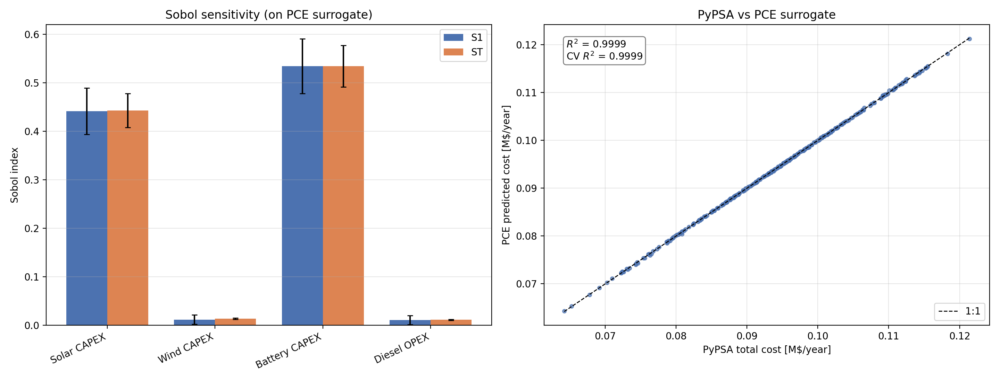 Sobol sensitivity (on PCE surrogate)
Sobol index
0.6
0.5
0.4
0.3
0.2
0.1
0.0
S1
ST
Solar CAPEX
Wind CAPEX
Battery CAPEX
Diesel OPEX
PyPSA vs PCE surrogate
PCE predicted cost [M$/year]
0.12
0.11
0.10
0.09
0.08
0.07
R² = 0.9999
CV R² = 0.9999
1:1
0.07 0.08 0.09 0.10 0.11 0.12
PyPSA total cost [M$/year]